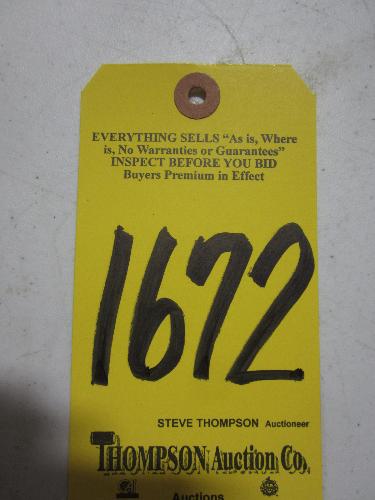 EVERYTHING SELLS "As is, Where
is, No Warranties or Guarantees"
INSPECT BEFORE YOU BID
Buyers Premium in Effect
1672
STEVE THOMPSON Auctioneer
THOMPSON Auction Co.
Auctions